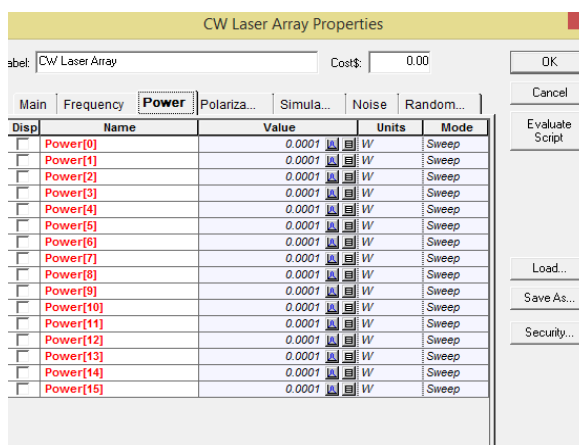 CW Laser Array Properties
abel: CW Laser Array Cost$: 0.00 OK
Cancel
Main Frequency Power Polariza... Simula... Noise Random...
Evaluate Script
Disp Name Value Units Mode
Power[0] 0.0001 W Sweep
Power[1] 0.0001 W Sweep
Power[2] 0.0001 W Sweep
Power[3] 0.0001 W Sweep
Power[4] 0.0001 W Sweep
Power[5] 0.0001 W Sweep
Power[6] 0.0001 W Sweep
Power[7] 0.0001 W Sweep
Power[8] 0.0001 W Sweep
Load...
Power[9] 0.0001 W Sweep
Save As...
Power[10] 0.0001 W Sweep
Power[11] 0.0001 W Sweep
Security...
Power[12] 0.0001 W Sweep
Power[13] 0.0001 W Sweep
Power[14] 0.0001 W Sweep
Power[15] 0.0001 W Sweep